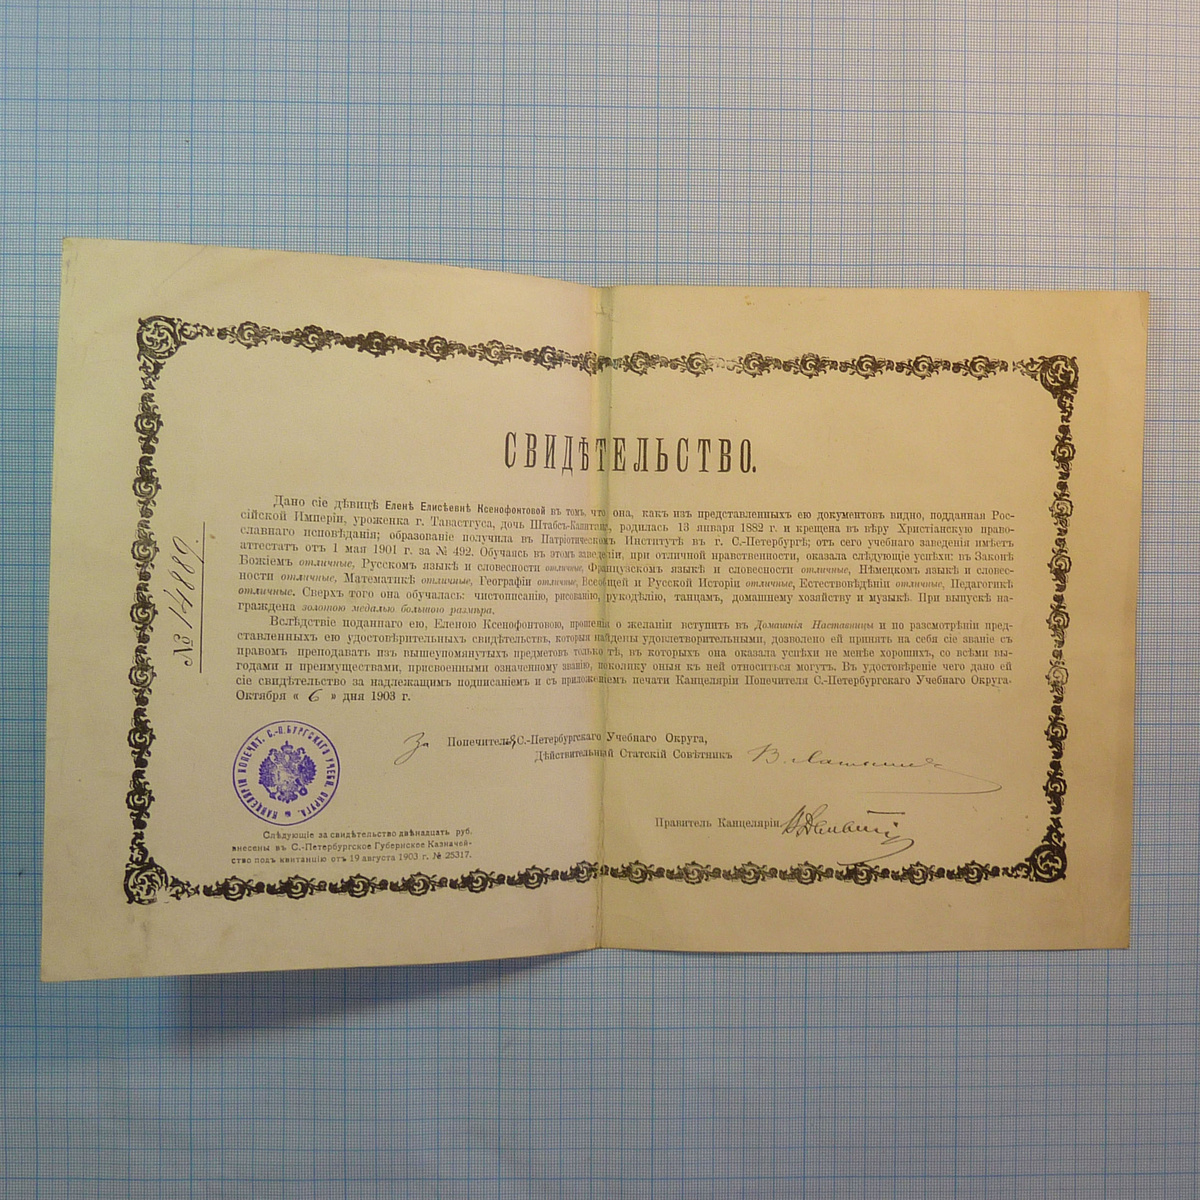 СВИДѢТЕЛЬСТВО.
Дано сіе дѣвицѣ Еленѣ Елисѣевнѣ Ксенофонтовой въ томъ, что она, какъ изъ представленныхъ ею документовъ видно, подданная Рос-
сійской Имперіи, уроженка г. Тавастгуса, дочь Штабсъ-Капитана, родилась 13 января 1882 г. и крещена въ вѣру Христіанскую право-
славнаго исповѣданія; образованіе получила въ Патріотическомъ Институтѣ въ г. С.-Петербургѣ; отъ сего учебнаго заведенія имѣетъ
аттестатъ отъ 1 мая 1901 г. за № 492. Обучаясь въ этомъ заведеніи, при отличной нравственности, оказала слѣдующіе успѣхи: въ Законѣ
Божіемъ отличные, Русскомъ языкѣ и словесности отличные, Французскомъ языкѣ и словесности отличные, Нѣмецкомъ языкѣ и словес-
ности отличные, Математикѣ отличные, Географіи отличные, Всеобщей и Русской Исторіи отличные, Естествовѣдѣніи отличные, Педагогикѣ
отличные. Сверхъ того она обучалась: чистописанію, рисованію, рукодѣлію, танцамъ, домашнему хозяйству и музыкѣ. При выпускѣ на-
граждена золотою медалью большого размѣра.
Вслѣдствіе поданнаго ею, Еленою Ксенофонтовою, прошенія о желаніи вступить въ Домашнія Наставницы и по разсмотрѣніи пред-
ставленныхъ ею удостовѣрительныхъ свидѣтельствъ, которыя найдены удовлетворительными, дозволено ей принять на себя сіе званіе съ
правомъ преподавать изъ вышеупомянутыхъ предметовъ только тѣ, въ которыхъ она оказала успѣхи не менѣе хорошихъ, со всѣми вы-
годами и преимуществами, присвоенными означенному званію, поколику оныя къ ней относиться могутъ. Въ удостовѣреніе чего дано ей
сіе свидѣтельство за надлежащимъ подписаніемъ и съ приложеніемъ печати Канцеляріи Попечителя С.-Петербургскаго Учебнаго Округа.
Октября « 6 » дня 1903 г.
№ 14889.
За Попечителя С.-Петербургскаго Учебнаго Округа,
Дѣйствительный Статскій Совѣтникъ
Правитель Канцеляріи
КАНЦЕЛЯРІИ ПОПЕЧИТ. С.-П.БУРГСКАГО УЧЕБН. ОКРУГА.
Слѣдующіе за свидѣтельство двѣнадцать руб.
внесены въ С.-Петербургское Губернское Казначей-
ство подъ квитанцію отъ 19 августа 1903 г. № 25317.